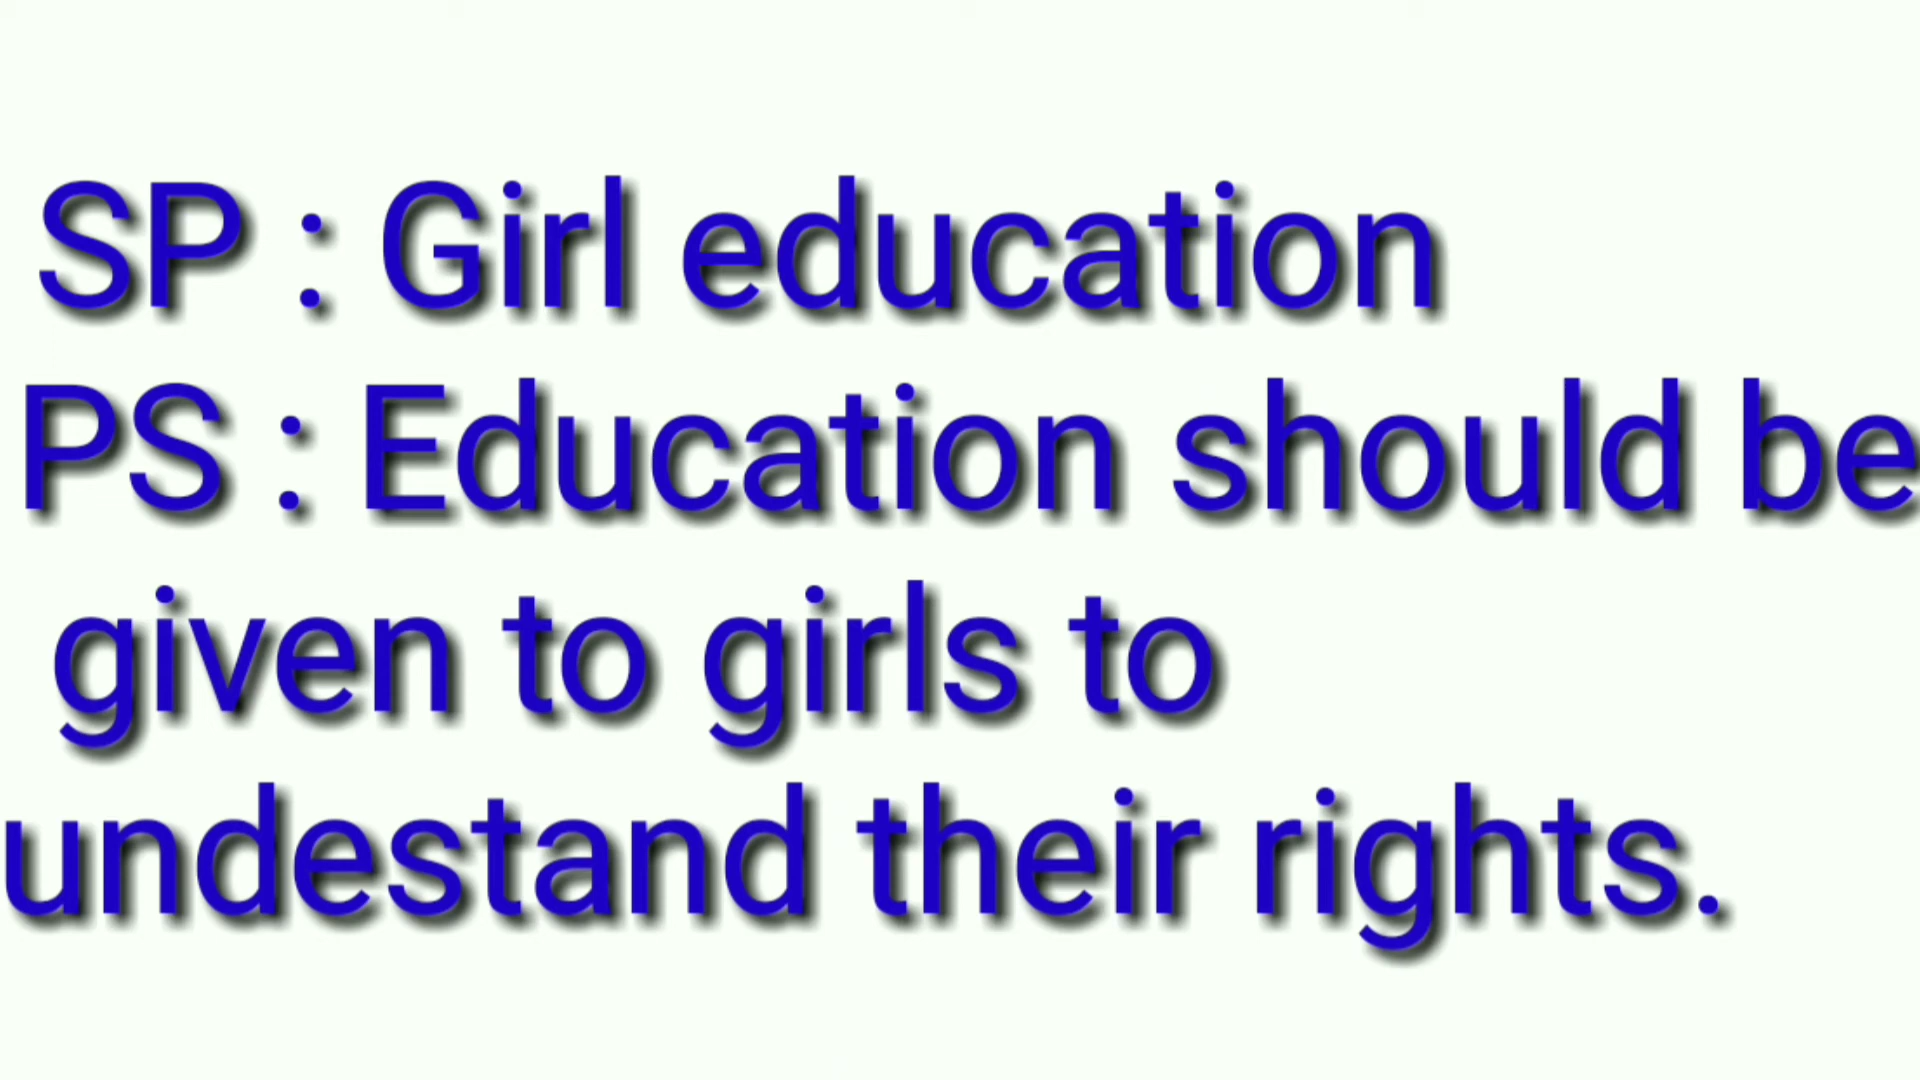 SP : Girl education
PS : Education should be
given to girls to
undestand their rights.